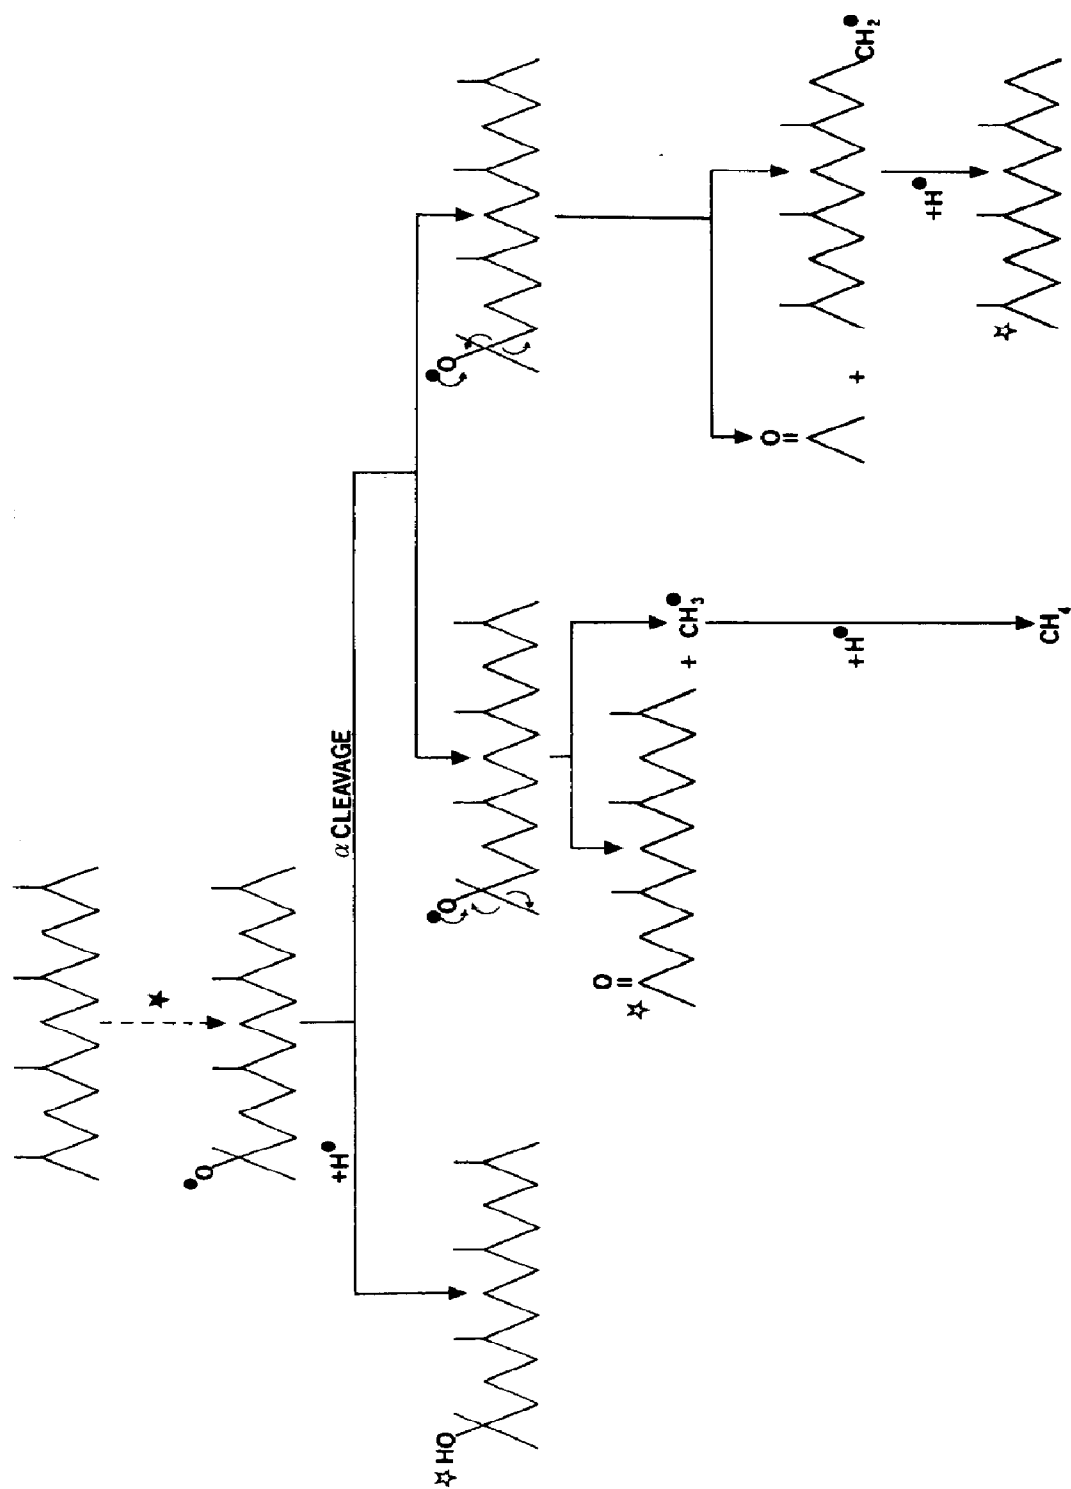 •O
+H•
α CLEAVAGE
☆ HO
•O
•O
☆ O
+ CH₃•
+H•
CH₄
O
+
CH₂•
+H•
☆